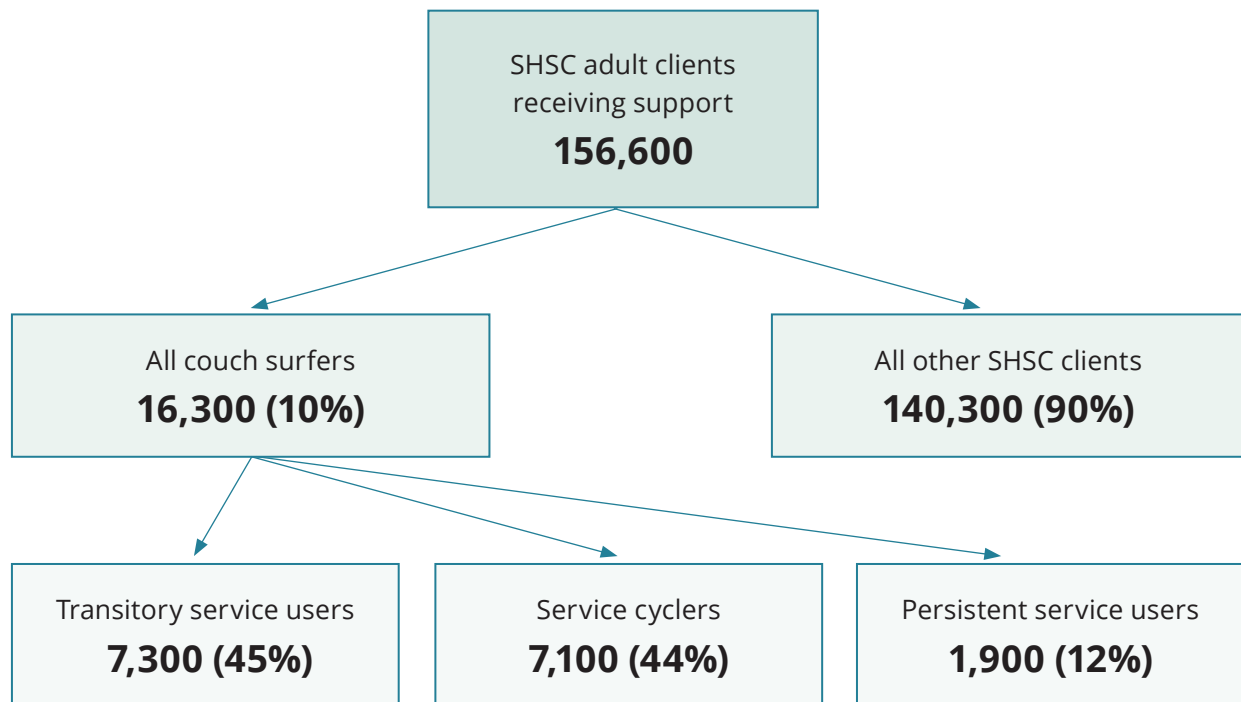 SHSC adult clients
receiving support
156,600
All couch surfers
16,300 (10%)
All other SHSC clients
140,300 (90%)
Transitory service users
7,300 (45%)
Service cyclers
7,100 (44%)
Persistent service users
1,900 (12%)